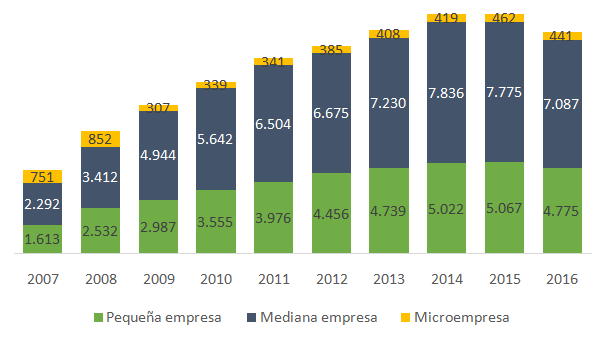 751 852 307 339 341 385 408 419 462 441
2.292 3.412 4.944 5.642 6.504 6.675 7.230 7.836 7.775 7.087
1.613 2.532 2.987 3.555 3.976 4.456 4.739 5.022 5.067 4.775
2007 2008 2009 2010 2011 2012 2013 2014 2015 2016
Pequeña empresa Mediana empresa Microempresa